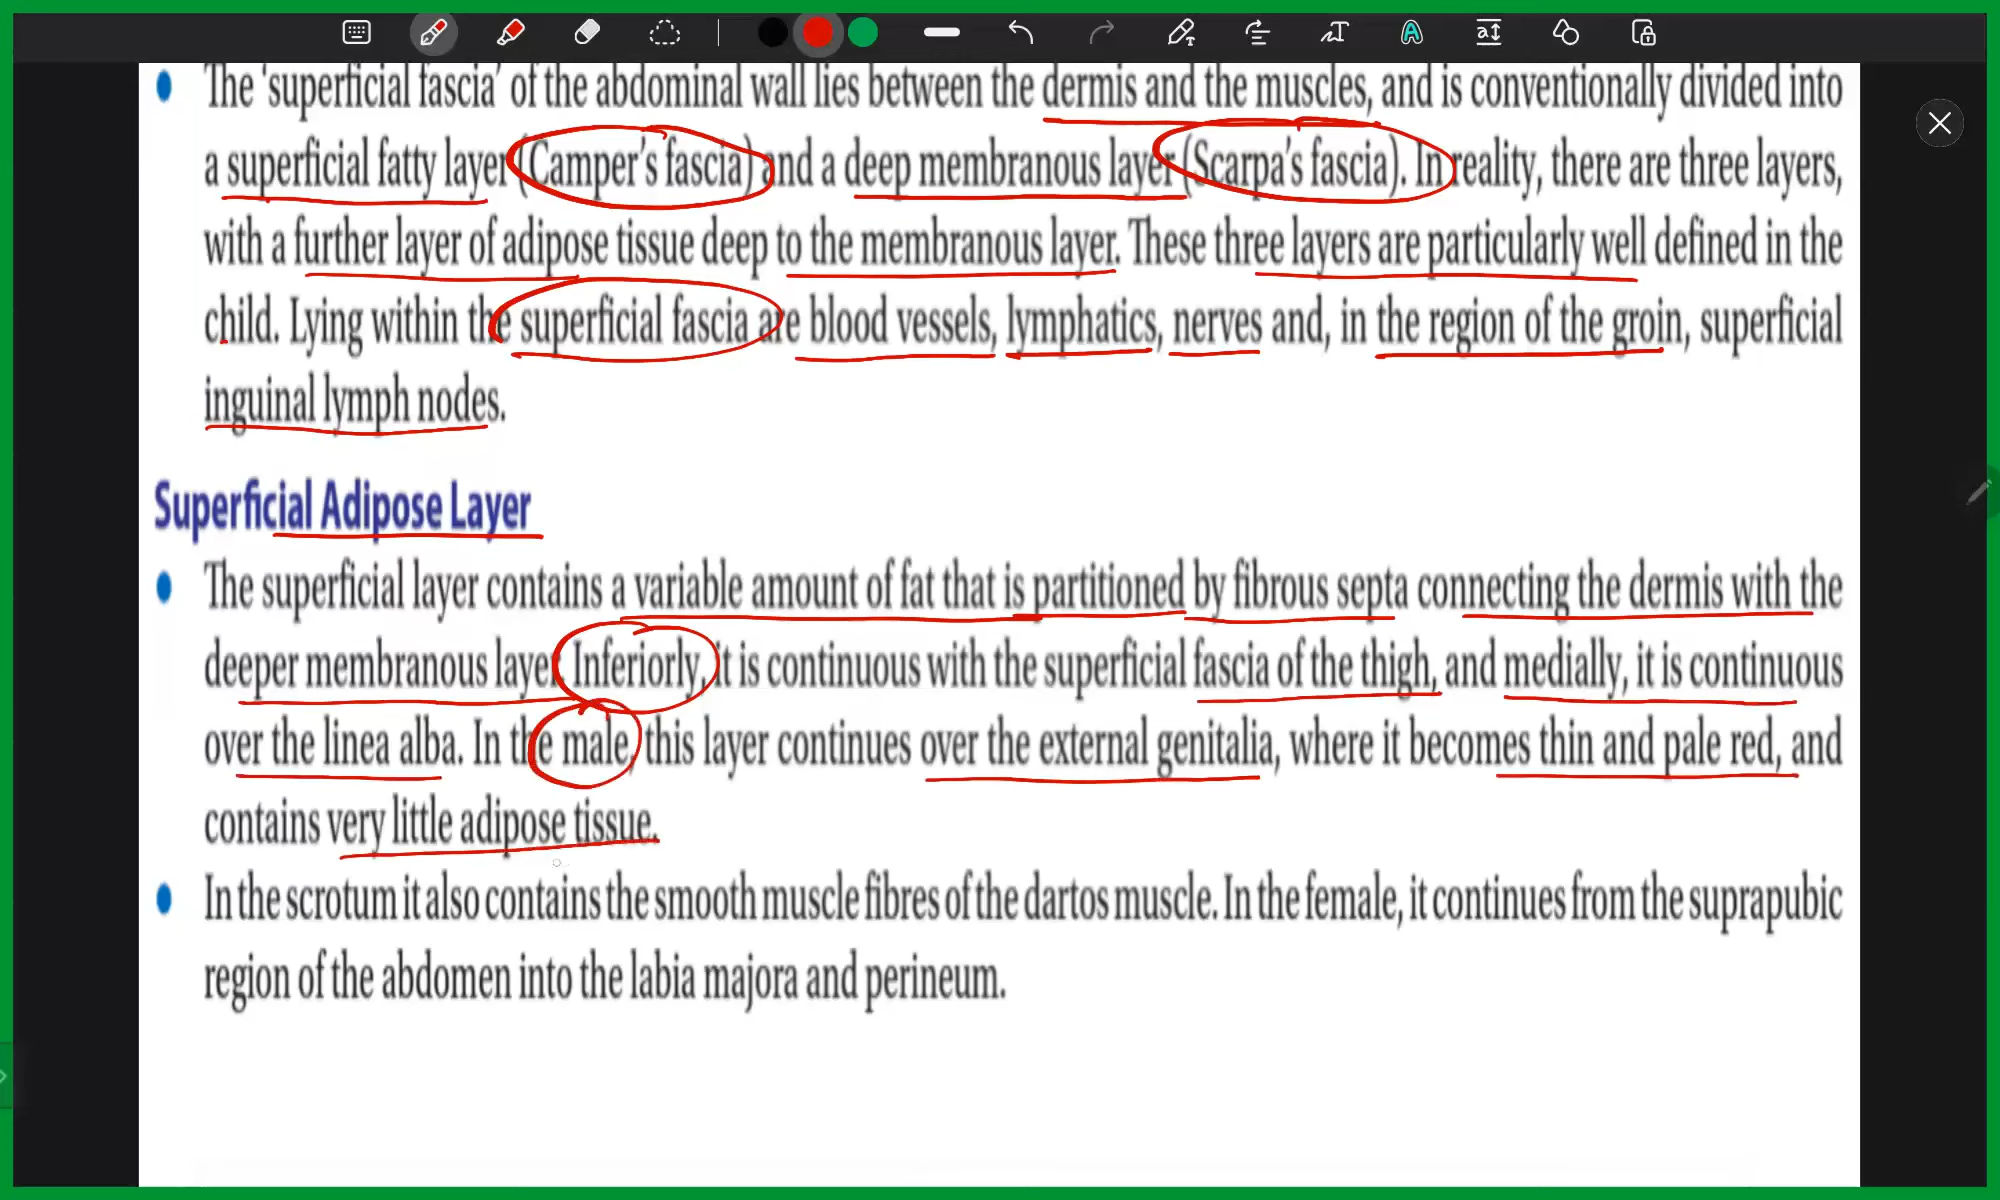 The ‘superficial fascia’ of the abdominal wall lies between the dermis and the muscles, and is conventionally divided into
a superficial fatty layer (Camper’s fascia) and a deep membranous layer (Scarpa’s fascia). In reality, there are three layers,
with a further layer of adipose tissue deep to the membranous layer. These three layers are particularly well defined in the
child. Lying within the superficial fascia are blood vessels, lymphatics, nerves and, in the region of the groin, superficial
inguinal lymph nodes.
Superficial Adipose Layer
The superficial layer contains a variable amount of fat that is partitioned by fibrous septa connecting the dermis with the
deeper membranous layer. Inferiorly, it is continuous with the superficial fascia of the thigh, and medially, it is continuous
over the linea alba. In the male, this layer continues over the external genitalia, where it becomes thin and pale red, and
contains very little adipose tissue.
In the scrotum it also contains the smooth muscle fibres of the dartos muscle. In the female, it continues from the suprapubic
region of the abdomen into the labia majora and perineum.